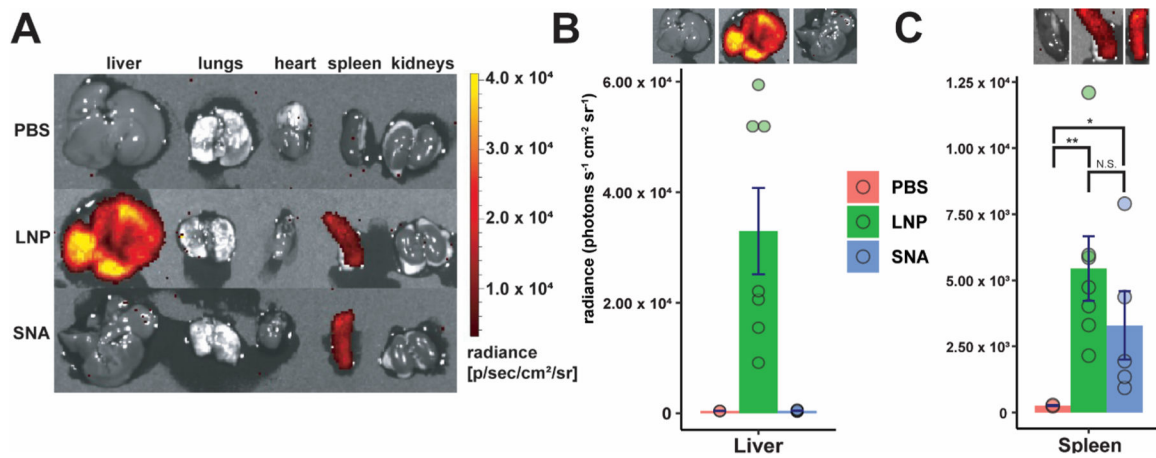 A
liver lungs heart spleen kidneys
PBS
LNP
SNA
4.0 x 10⁴
3.0 x 10⁴
2.0 x 10⁴
1.0 x 10⁴
radiance
[p/sec/cm²/sr]
B
radiance (photons s⁻¹ cm⁻² sr⁻¹)
6.00 x 10⁴
4.00 x 10⁴
2.00 x 10⁴
0
Liver
PBS
LNP
SNA
C
1.25 x 10⁴
1.00 x 10⁴
7.50 x 10³
5.00 x 10³
2.50 x 10³
0
*
**
N.S.
Spleen